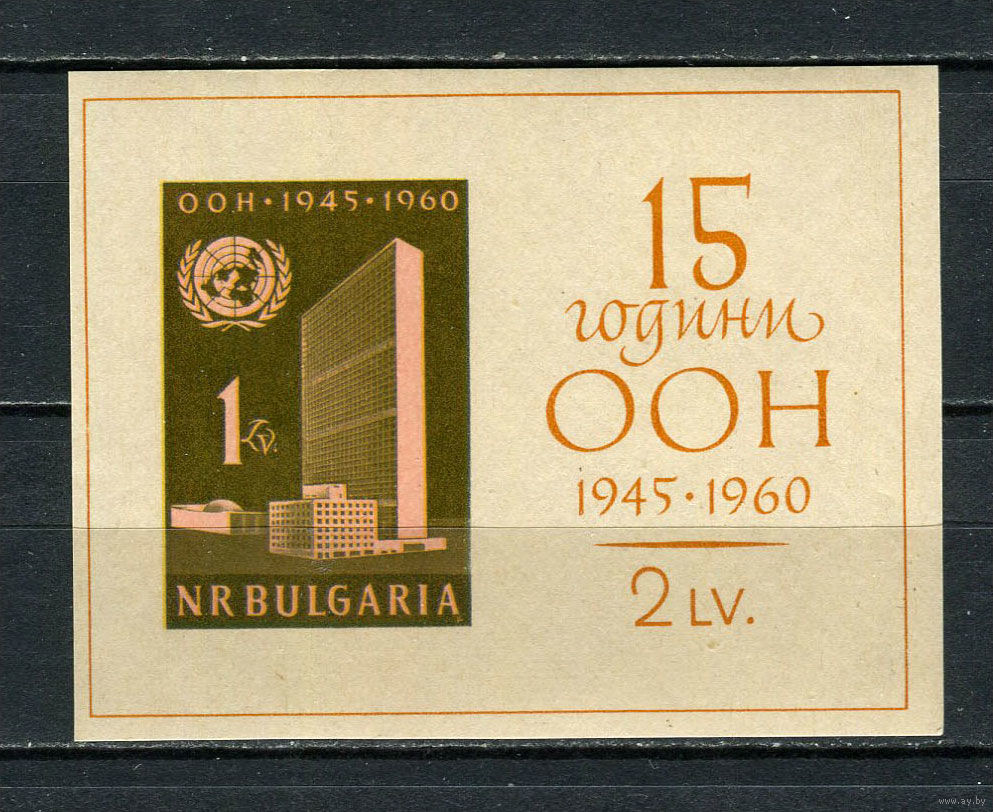 ООН · 1945 · 1960
1 Lv.
NR BULGARIA
15
години
ООН
1945 · 1960
2 LV.
www.ay.by